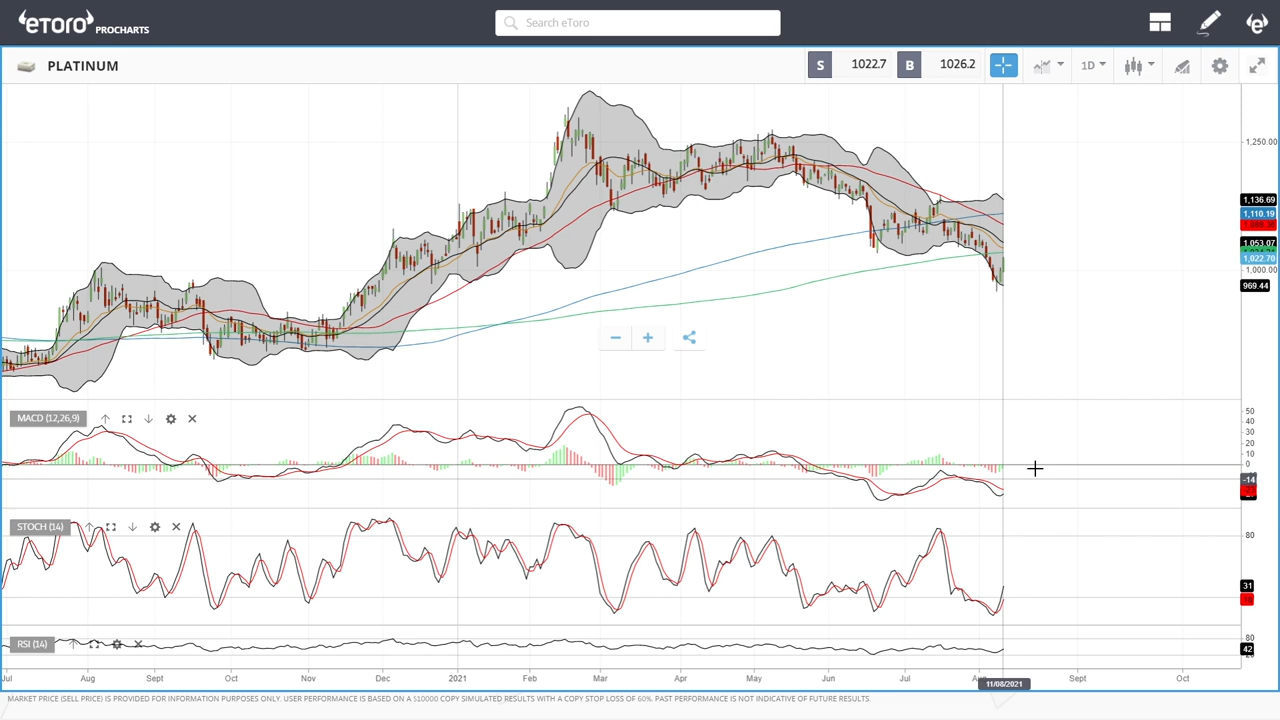 eToro PROCHARTS
Search eToro
PLATINUM
S 1022.7 B 1026.2
1D
1,250.00
1,136.69
1,110.19
1,053.07
1,022.70
1,000.00
969.44
MACD (12,26,9)
50
40
30
20
10
0
-14
STOCH (14)
80
31
RSI (14)
80
42
Jul Aug Sept Oct Nov Dec 2021 Feb Mar Apr May Jun Jul Sept Oct
11/08/2021
MARKET PRICE (SELL PRICE) IS PROVIDED FOR INFORMATION PURPOSES ONLY. USER PERFORMANCE IS BASED ON A $10000 COPY SIMULATED RESULTS WITH A COPY STOP LOSS OF 60%. PAST PERFORMANCE IS NOT INDICATIVE OF FUTURE RESULTS.